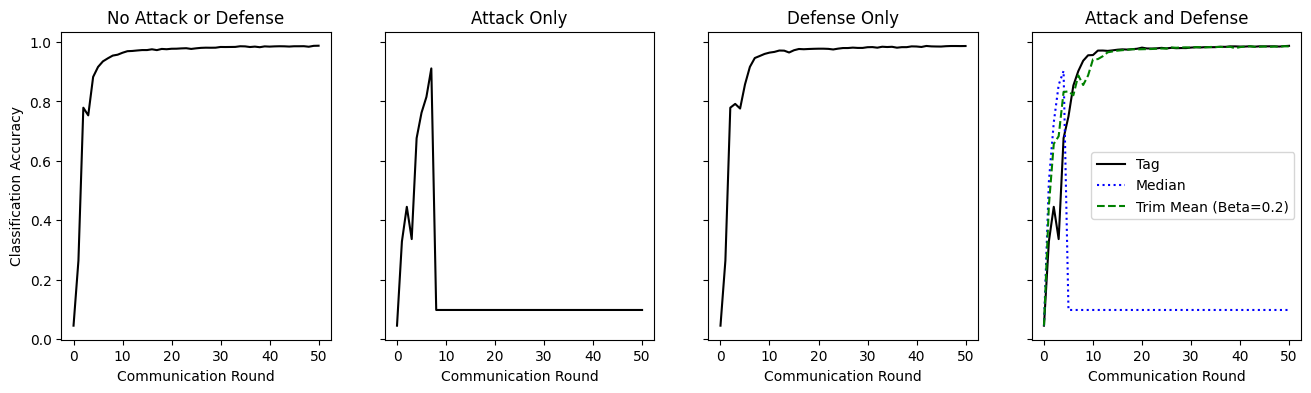 No Attack or Defense
Attack Only
Defense Only
Attack and Defense
Classification Accuracy
1.0
0.8
0.6
0.4
0.2
0.0
Tag
Median
Trim Mean (Beta=0.2)
0 10 20 30 40 50
0 10 20 30 40 50
0 10 20 30 40 50
0 10 20 30 40 50
Communication Round
Communication Round
Communication Round
Communication Round